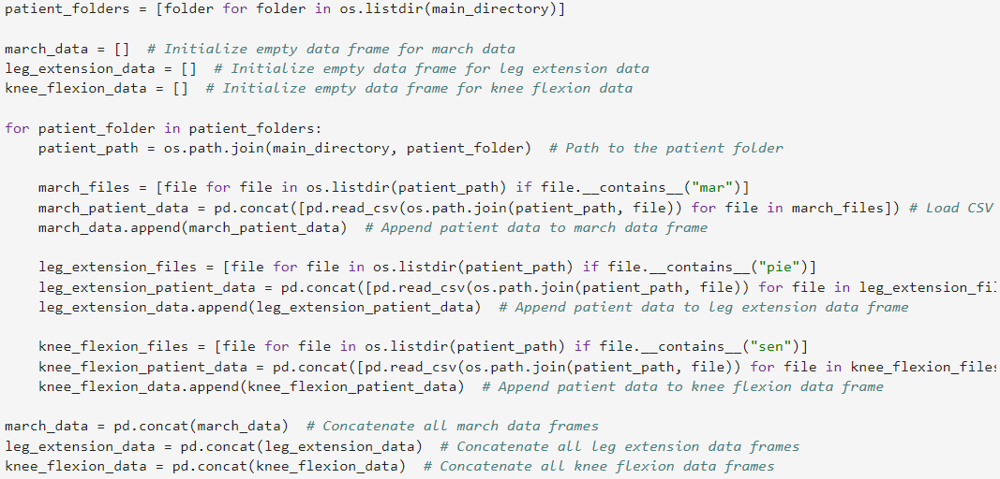 patient_folders = [folder for folder in os.listdir(main_directory)]
march_data = []  # Initialize empty data frame for march data
leg_extension_data = []  # Initialize empty data frame for leg extension data
knee_flexion_data = []  # Initialize empty data frame for knee flexion data
for patient_folder in patient_folders:
    patient_path = os.path.join(main_directory, patient_folder)  # Path to the patient folder
    march_files = [file for file in os.listdir(patient_path) if file.__contains__("mar")]
    march_patient_data = pd.concat([pd.read_csv(os.path.join(patient_path, file)) for file in march_files]) # Load CSV
    march_data.append(march_patient_data)  # Append patient data to march data frame
    leg_extension_files = [file for file in os.listdir(patient_path) if file.__contains__("pie")]
    leg_extension_patient_data = pd.concat([pd.read_csv(os.path.join(patient_path, file)) for file in leg_extension_fi
    leg_extension_data.append(leg_extension_patient_data)  # Append patient data to leg extension data frame
    knee_flexion_files = [file for file in os.listdir(patient_path) if file.__contains__("sen")]
    knee_flexion_patient_data = pd.concat([pd.read_csv(os.path.join(patient_path, file)) for file in knee_flexion_files
    knee_flexion_data.append(knee_flexion_patient_data)  # Append patient data to knee flexion data frame
march_data = pd.concat(march_data)  # Concatenate all march data frames
leg_extension_data = pd.concat(leg_extension_data)  # Concatenate all leg extension data frames
knee_flexion_data = pd.concat(knee_flexion_data)  # Concatenate all knee flexion data frames